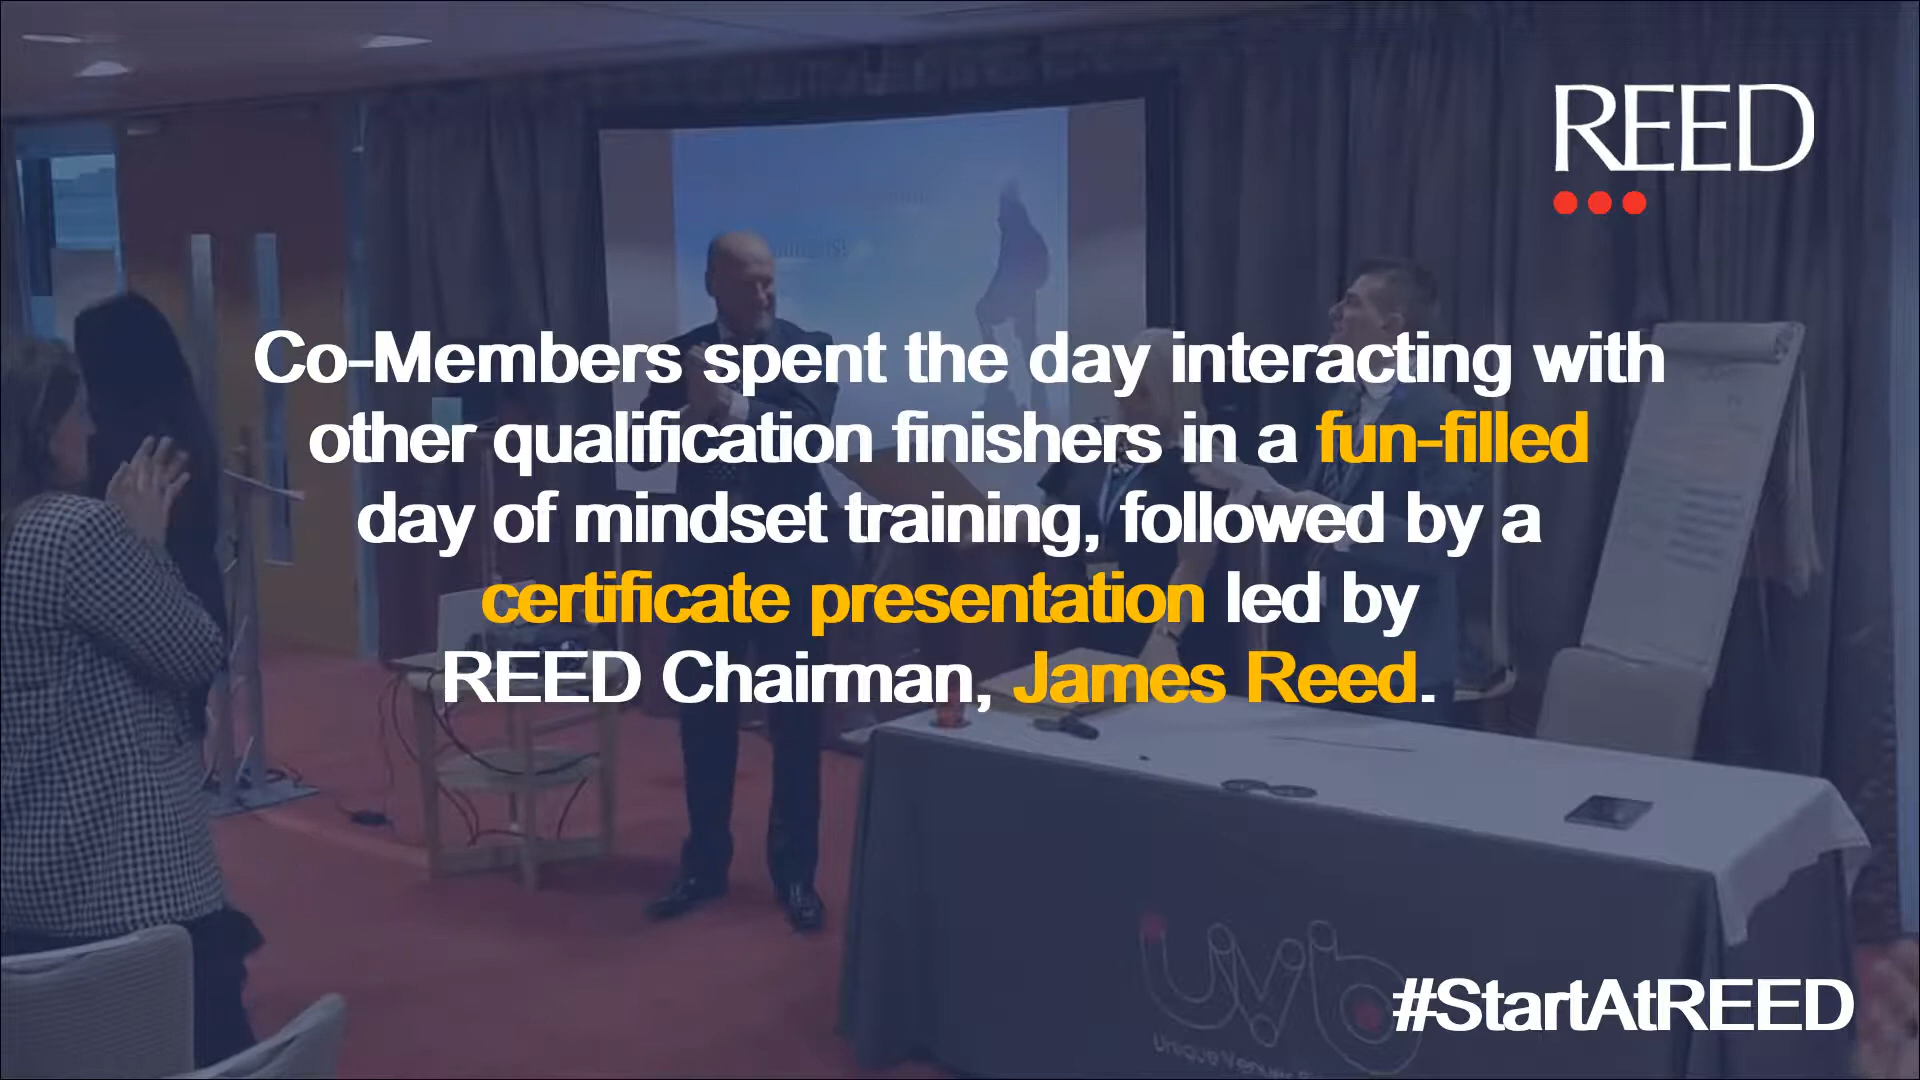 REED
Co-Members spent the day interacting with
other qualification finishers in a fun-filled
day of mindset training, followed by a
certificate presentation led by
REED Chairman, James Reed.
uvb
#StartAtREED